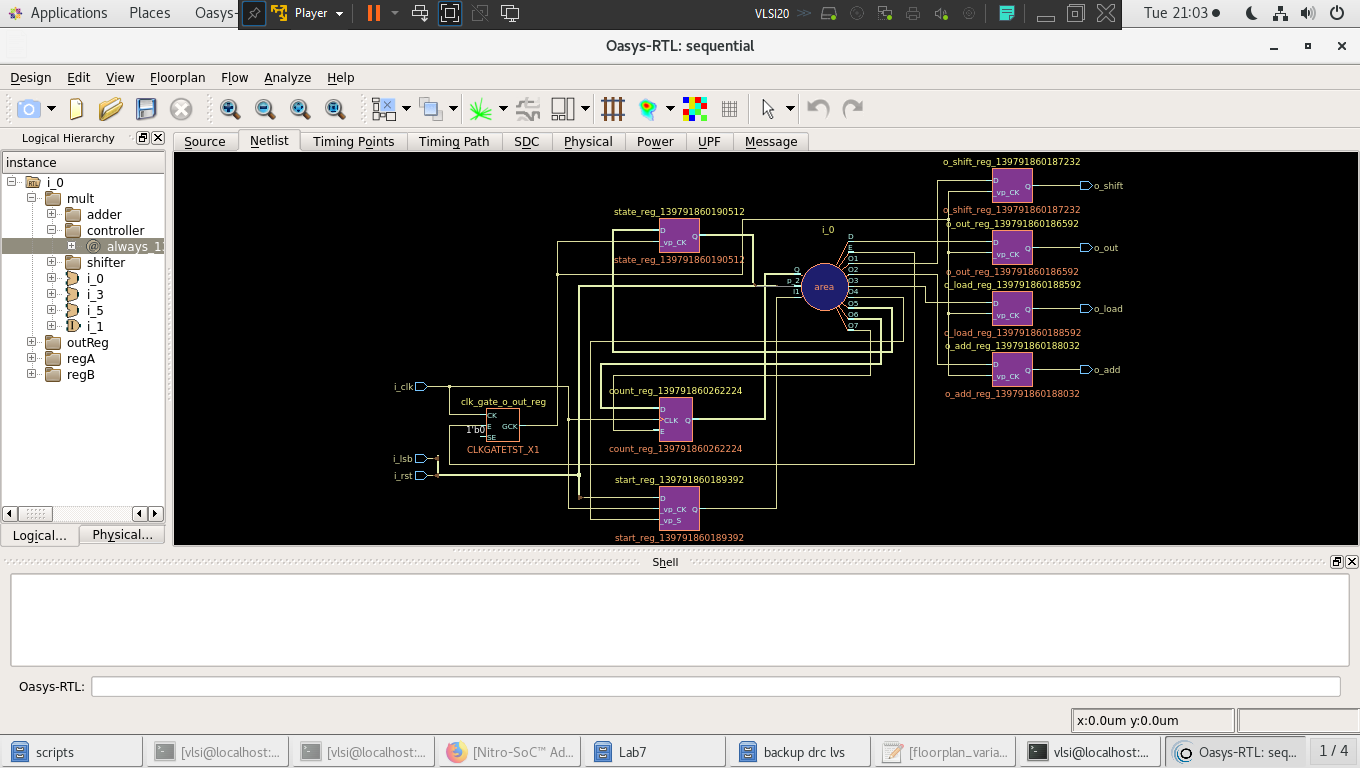 Applications Places Oasys- Player VLSI20 Tue 21:03
Oasys-RTL: sequential
Design Edit View Floorplan Flow Analyze Help
Logical Hierarchy
Source Netlist Timing Points Timing Path SDC Physical Power UPF Message
instance
i_0
mult
adder
controller
always_1
shifter
i_0
i_3
i_5
i_1
outReg
regA
regB
Logical... Physical...
state_reg_139791860190512
D
_vp_CK
Q
state_reg_139791860190512
i_clk
clk_gate_o_out_reg
CK
E
SE
GCK
1'b0
CLKGATETST_X1
i_lsb
i_rst
count_reg_139791860262224
D
>CLK
E
Q
count_reg_139791860262224
start_reg_139791860189392
D
_vp_CK
_vp_S
Q
start_reg_139791860189392
i_0
Q
p_2
i1
area
D
E
O1
O2
O3
O4
O5
O6
O7
o_shift_reg_139791860187232
D
_vp_CK
Q
o_shift
o_shift_reg_139791860187232
o_out_reg_139791860186592
D
_vp_CK
Q
o_out
o_out_reg_139791860186592
o_load_reg_139791860188592
D
_vp_CK
Q
o_load
o_load_reg_139791860188592
o_add_reg_139791860188032
D
_vp_CK
Q
o_add
o_add_reg_139791860188032
Shell
Oasys-RTL:
x:0.0um y:0.0um
scripts [vlsi@localhost:... [vlsi@localhost:... [Nitro-SoC™ Ad... Lab7 backup drc lvs [floorplan_varia... vlsi@localhost:... Oasys-RTL: seq... 1 / 4